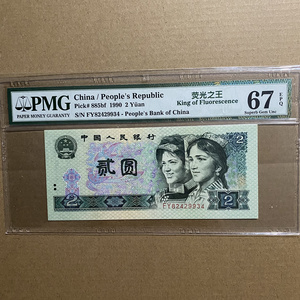 PMG
PAPER MONEY GUARANTY
China / People's Republic
Pick# 885bf 1990 2 Yüan
S/N FY82429934 - People's Bank of China
荧光之王
King of Fluorescence
67 EPQ
Superb Gem Unc
中国人民银行
贰圆
2
FY82429934
2